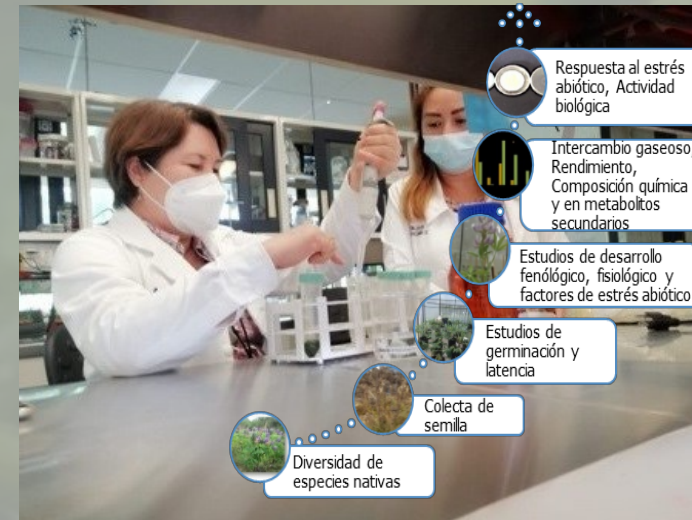 Respuesta al estrés
abiótico, Actividad
biológica
Intercambio gaseoso,
Rendimiento,
Composición química
y en metabolitos
secundarios
Estudios de desarrollo
fenólógico, fisiológico y
factores de estrés abiótico
Estudios de
germinación y
latencia
Colecta de
semilla
Diversidad de
especies nativas